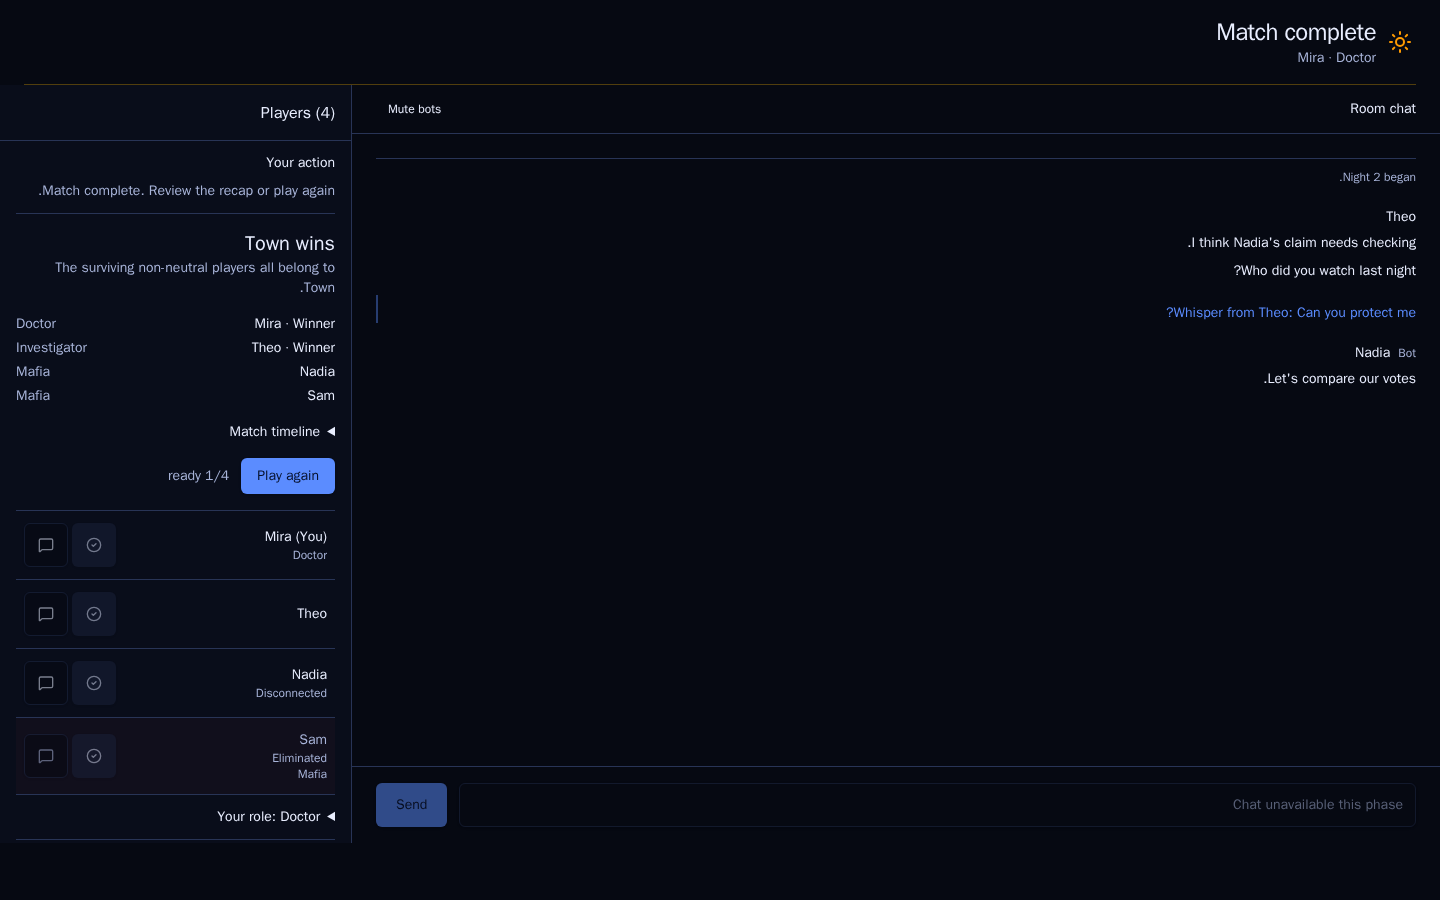 Match complete
Mira · Doctor
Room chat
Mute bots
.Night 2 began
Theo
.I think Nadia's claim needs checking
?Who did you watch last night
?Whisper from Theo: Can you protect me
Nadia Bot
.Let's compare our votes
Chat unavailable this phase
Send
Players (4)
Your action
.Match complete. Review the recap or play again
Town wins
The surviving non-neutral players all belong to
.Town
Mira · Winner Doctor
Theo · Winner Investigator
Nadia Mafia
Sam Mafia
Match timeline
Play again
ready 1/4
Mira (You)
Doctor
Theo
Nadia
Disconnected
Sam
Eliminated
Mafia
Your role: Doctor